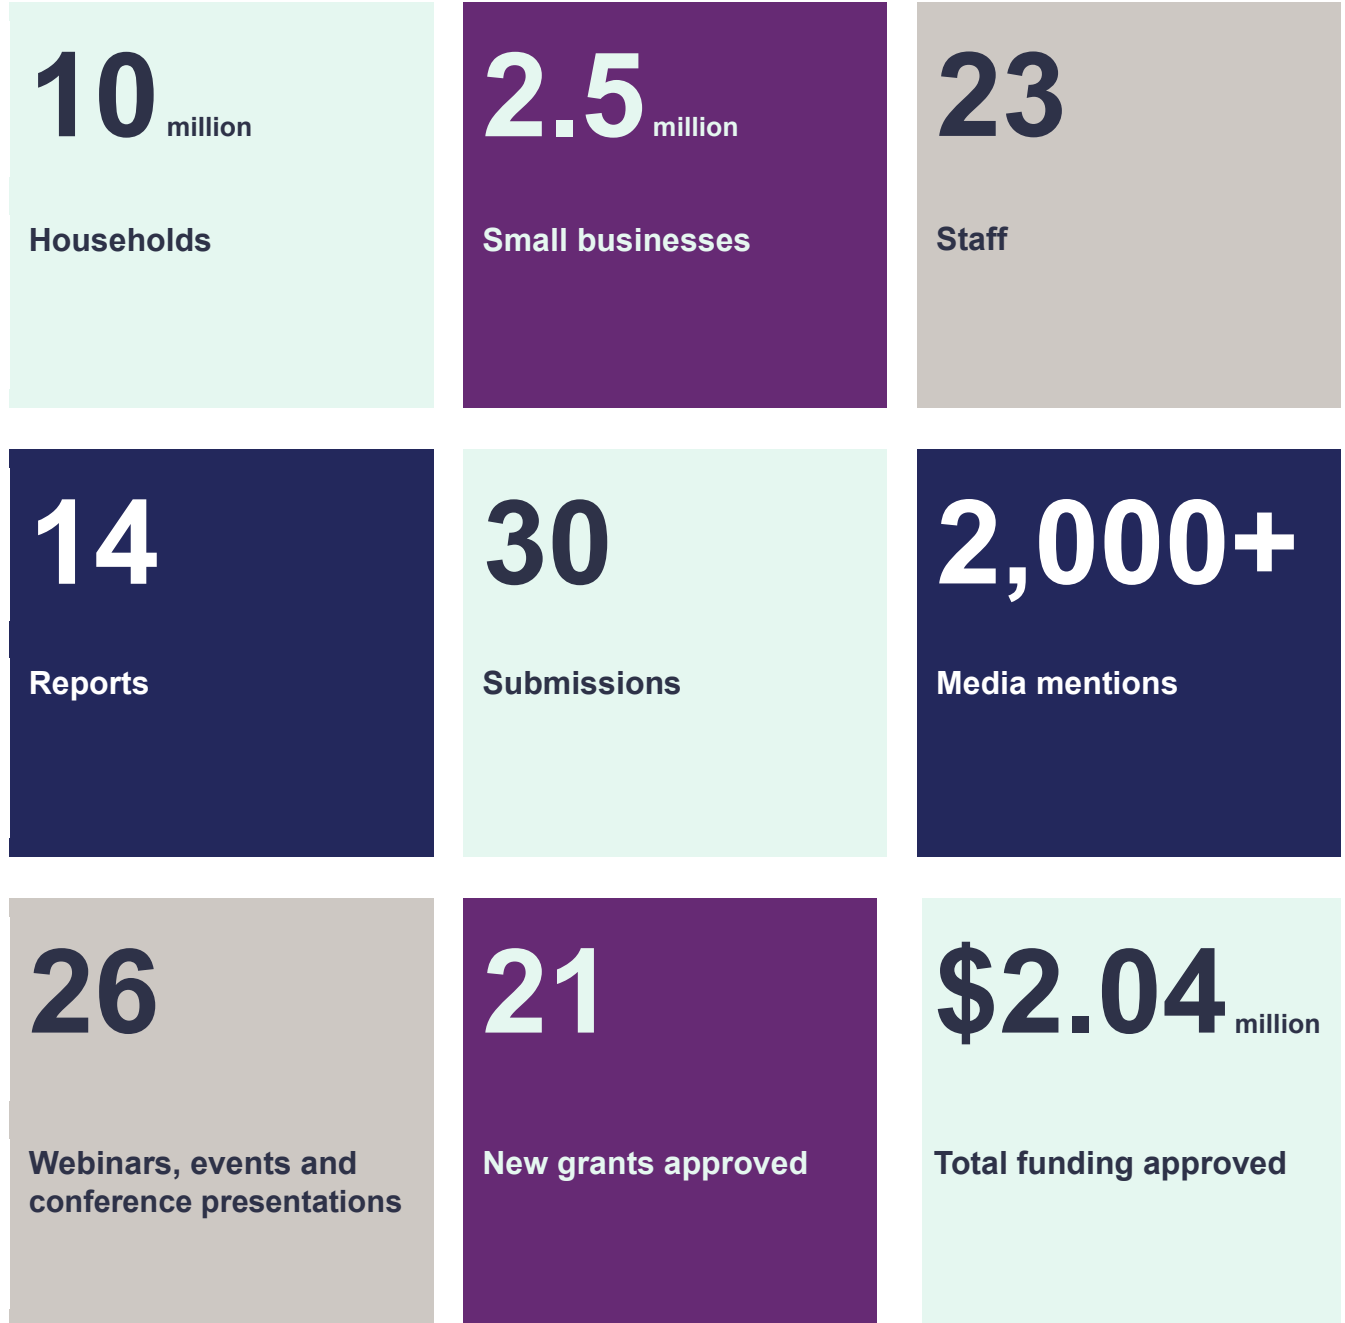 10 million
Households
2.5 million
Small businesses
23
Staff
14
Reports
30
Submissions
2,000+
Media mentions
26
Webinars, events and
conference presentations
21
New grants approved
$2.04 million
Total funding approved